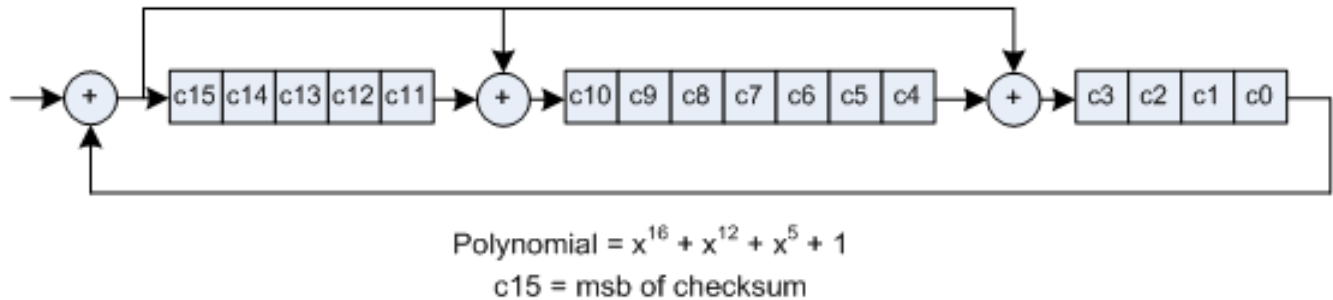 + c15 c14 c13 c12 c11 + c10 c9 c8 c7 c6 c5 c4 + c3 c2 c1 c0
Polynomial = x¹⁶ + x¹² + x⁵ + 1
c15 = msb of checksum